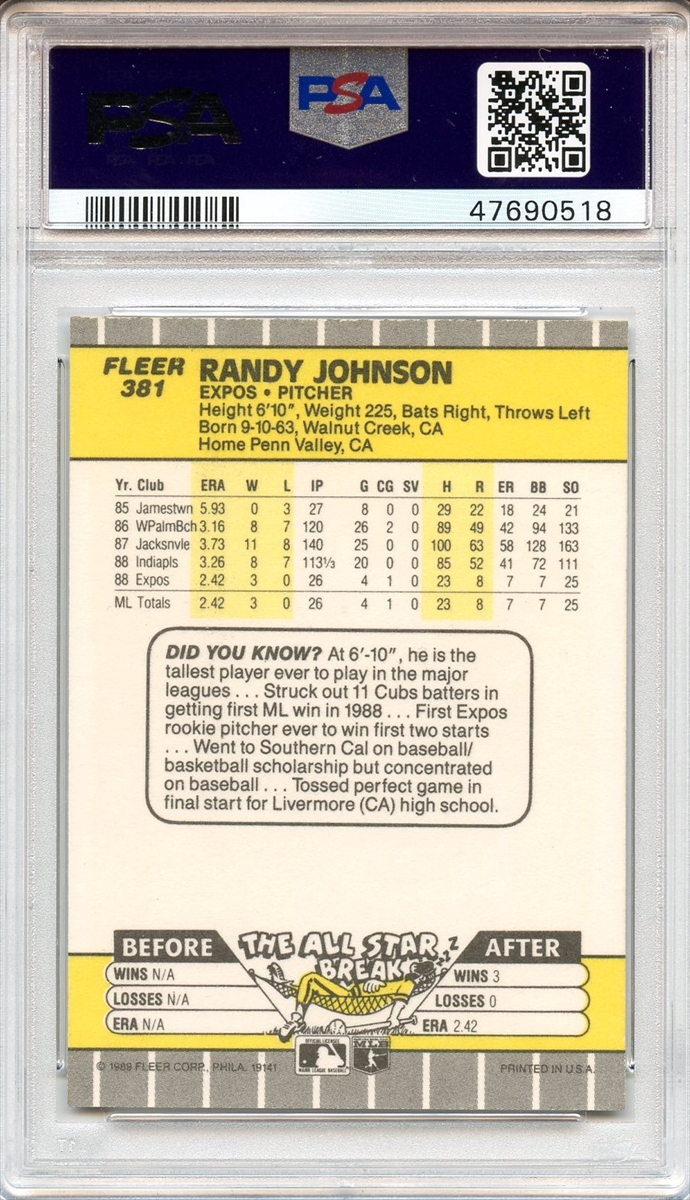 PSA
PSA
PSA PSA PSA
47690518
FLEER
381
RANDY JOHNSON
EXPOS • PITCHER
Height 6'10", Weight 225, Bats Right, Throws Left
Born 9-10-63, Walnut Creek, CA
Home Penn Valley, CA
Yr. Club ERA W L IP G CG SV H R ER BB SO
85 Jamestwn 5.93 0 3 27 8 0 0 29 22 18 24 21
86 WPalmBch 3.16 8 7 120 26 2 0 89 49 42 94 133
87 Jacksnvle 3.73 11 8 140 25 0 0 100 63 58 128 163
88 Indiapls 3.26 8 7 113⅓ 20 0 0 85 52 41 72 111
88 Expos 2.42 3 0 26 4 1 0 23 8 7 7 25
ML Totals 2.42 3 0 26 4 1 0 23 8 7 7 25
DID YOU KNOW? At 6'-10", he is the
tallest player ever to play in the major
leagues . . . Struck out 11 Cubs batters in
getting first ML win in 1988 . . . First Expos
rookie pitcher ever to win first two starts
. . . Went to Southern Cal on baseball/
basketball scholarship but concentrated
on baseball . . . Tossed perfect game in
final start for Livermore (CA) high school.
BEFORE THE ALL STAR BREAK ZZZZ AFTER
WINS N/A WINS 3
LOSSES N/A LOSSES 0
ERA N/A ERA 2.42
OFFICIAL LICENSEE
MAJOR LEAGUE BASEBALL
MLB
© 1989 FLEER CORP., PHILA. 19141 PRINTED IN U.S.A.